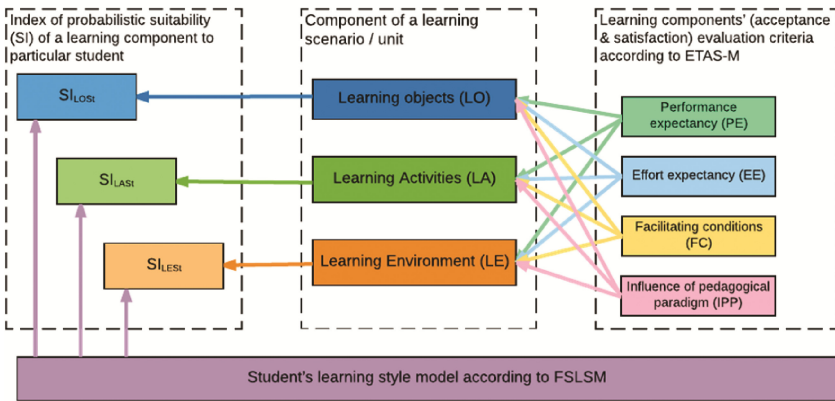 Index of probabilistic suitability
(SI) of a learning component to
particular student
Component of a learning
scenario / unit
Learning components' (acceptance
& satisfaction) evaluation criteria
according to ETAS-M
SILOSt
Learning objects (LO)
Performance
expectancy (PE)
SILASt
Learning Activities (LA)
Effort expectancy (EE)
Facilitating conditions
(FC)
SILESt
Learning Environment (LE)
Influence of pedagogical
paradigm (IPP)
Student's learning style model according to FSLSM